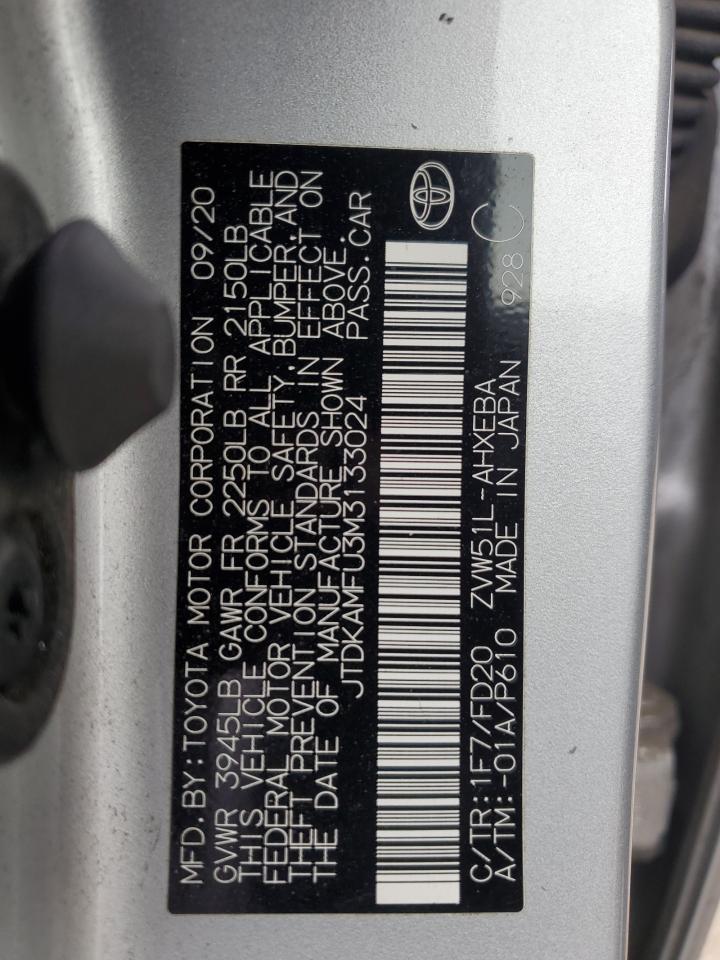 MFD.BY:TOYOTA MOTOR CORPORATION 09/20
GVWR 3945LB GAWR FR 2250LB RR 2150LB
THIS VEHICLE CONFORMS TO ALL APPLICABLE
FEDERAL MOTOR VEHICLE SAFETY, BUMPER, AND
THEFT PREVENTION STANDARDS IN EFFECT ON
THE DATE OF MANUFACTURE SHOWN ABOVE.
JTDKAMFU3M3133024 PASS.CAR
C/TR:1F7/FD20 ZVW51L-AHXEBA
A/TM:-01A/P610 MADE IN JAPAN 928 C